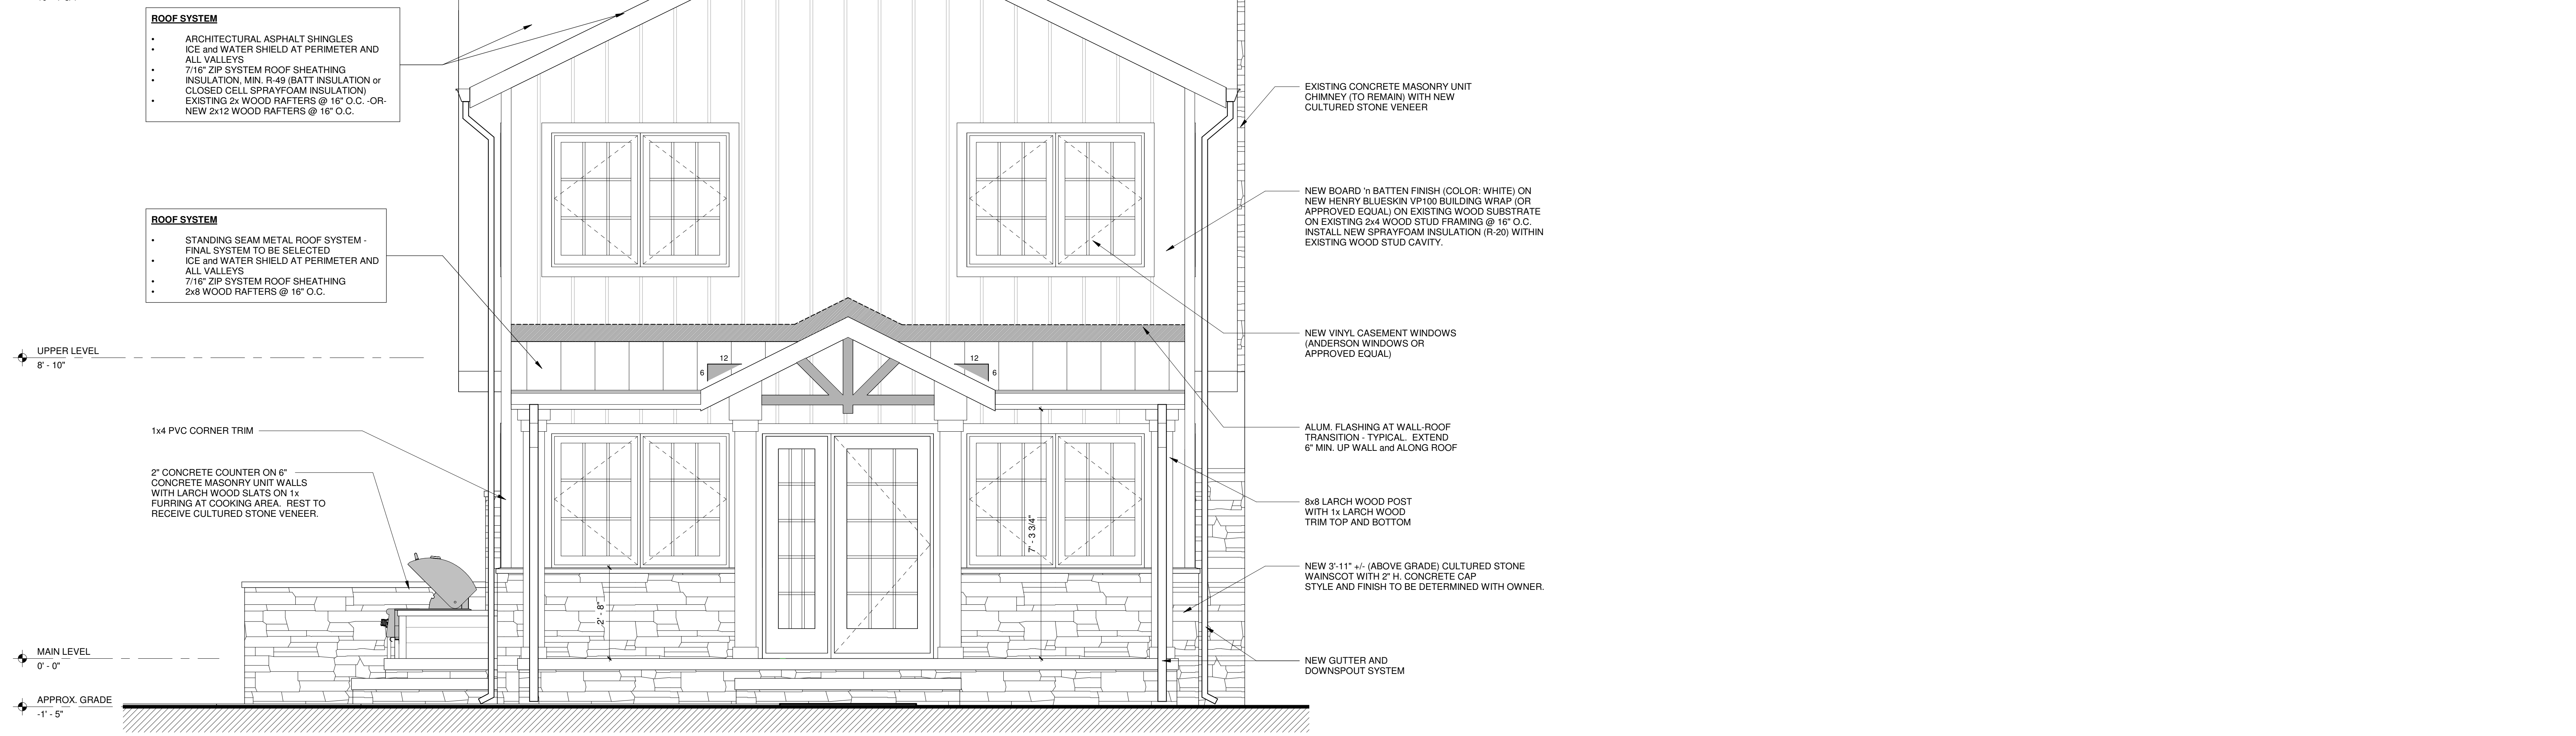 ROOF SYSTEM
• ARCHITECTURAL ASPHALT SHINGLES
• ICE and WATER SHIELD AT PERIMETER AND
ALL VALLEYS
• 7/16" ZIP SYSTEM ROOF SHEATHING
• INSULATION, MIN. R-49 (BATT INSULATION or
CLOSED CELL SPRAYFOAM INSULATION)
• EXISTING 2x WOOD RAFTERS @ 16" O.C. -OR-
NEW 2x12 WOOD RAFTERS @ 16" O.C.
ROOF SYSTEM
• STANDING SEAM METAL ROOF SYSTEM -
FINAL SYSTEM TO BE SELECTED
• ICE and WATER SHIELD AT PERIMETER AND
ALL VALLEYS
• 7/16" ZIP SYSTEM ROOF SHEATHING
• 2x8 WOOD RAFTERS @ 16" O.C.
UPPER LEVEL
8' - 10"
1x4 PVC CORNER TRIM
2" CONCRETE COUNTER ON 6"
CONCRETE MASONRY UNIT WALLS
WITH LARCH WOOD SLATS ON 1x
FURRING AT COOKING AREA. REST TO
RECEIVE CULTURED STONE VENEER.
MAIN LEVEL
0' - 0"
APPROX. GRADE
-1' - 5"
12
6
12
6
2' - 8"
7' - 3 3/4"
EXISTING CONCRETE MASONRY UNIT
CHIMNEY (TO REMAIN) WITH NEW
CULTURED STONE VENEER
NEW BOARD 'n BATTEN FINISH (COLOR: WHITE) ON
NEW HENRY BLUESKIN VP100 BUILDING WRAP (OR
APPROVED EQUAL) ON EXISTING WOOD SUBSTRATE
ON EXISTING 2x4 WOOD STUD FRAMING @ 16" O.C.
INSTALL NEW SPRAYFOAM INSULATION (R-20) WITHIN
EXISTING WOOD STUD CAVITY.
NEW VINYL CASEMENT WINDOWS
(ANDERSON WINDOWS OR
APPROVED EQUAL)
ALUM. FLASHING AT WALL-ROOF
TRANSITION - TYPICAL. EXTEND
6" MIN. UP WALL and ALONG ROOF
8x8 LARCH WOOD POST
WITH 1x LARCH WOOD
TRIM TOP AND BOTTOM
NEW 3'-11" +/- (ABOVE GRADE) CULTURED STONE
WAINSCOT WITH 2" H. CONCRETE CAP
STYLE AND FINISH TO BE DETERMINED WITH OWNER.
NEW GUTTER AND
DOWNSPOUT SYSTEM